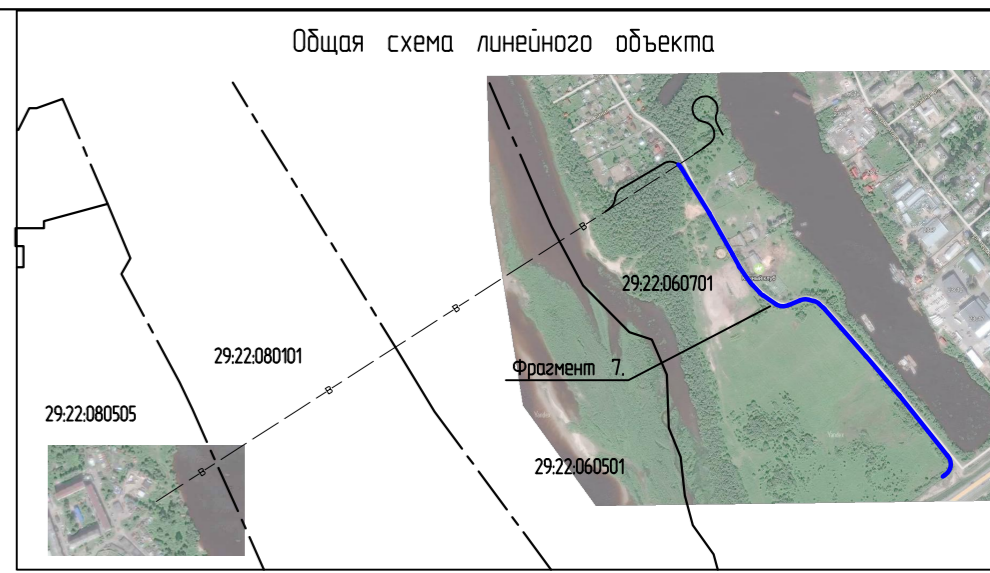 Общая схема линейного объекта
В
29:22:060701
В
29:22:080101
Фрагмент 7.
В
29:22:080505
29:22:060501
В